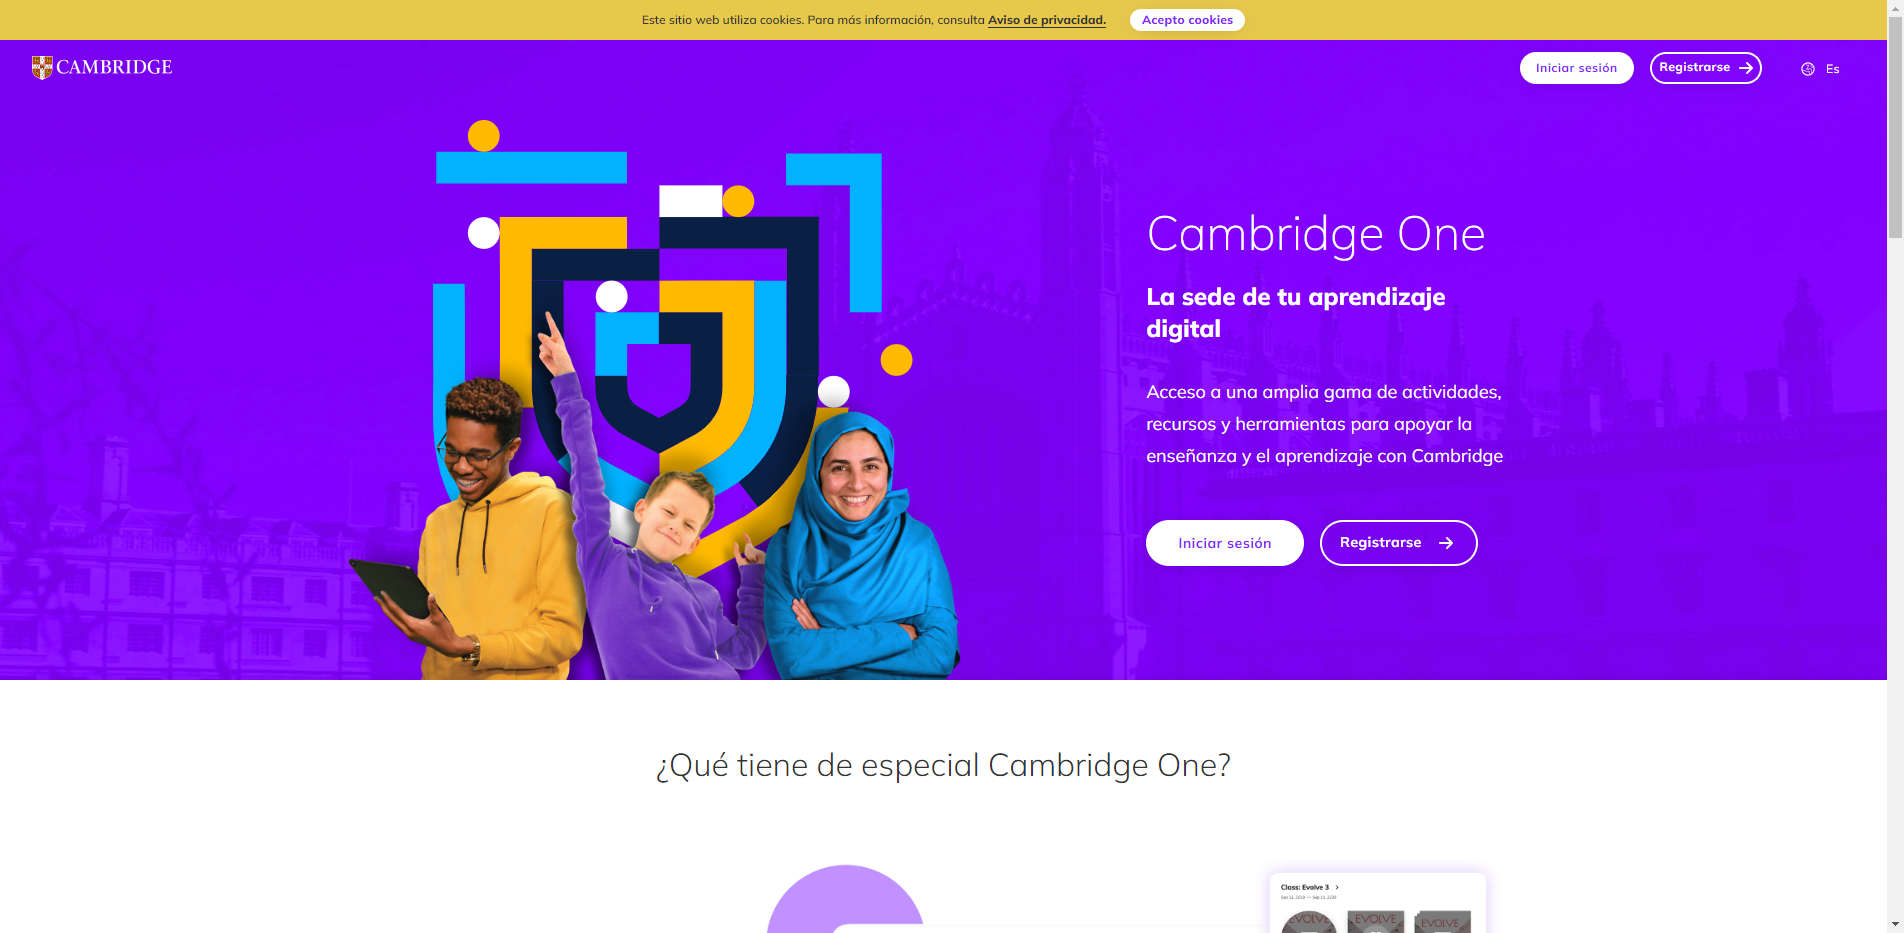 Este sitio web utiliza cookies. Para más información, consulta Aviso de privacidad.
Acepto cookies
CAMBRIDGE
Iniciar sesión
Registrarse
Es
Cambridge One
La sede de tu aprendizaje
digital
Acceso a una amplia gama de actividades,
recursos y herramientas para apoyar la
enseñanza y el aprendizaje con Cambridge
Iniciar sesión
Registrarse
¿Qué tiene de especial Cambridge One?
Class: Evolve 3
EVOLVE
EVOLVE
EVOLVE